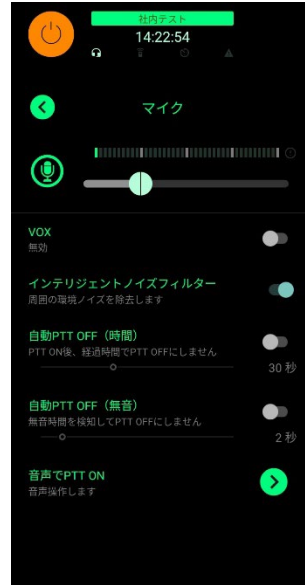 社内テスト
14:22:54
マイク
VOX
無効
インテリジェントノイズフィルター
周囲の環境ノイズを除去します
自動PTT OFF（時間）
PTT ON後、経過時間でPTT OFFにしません
30 秒
自動PTT OFF（無音）
無音時間を検知してPTT OFFにしません
2 秒
音声でPTT ON
音声操作します